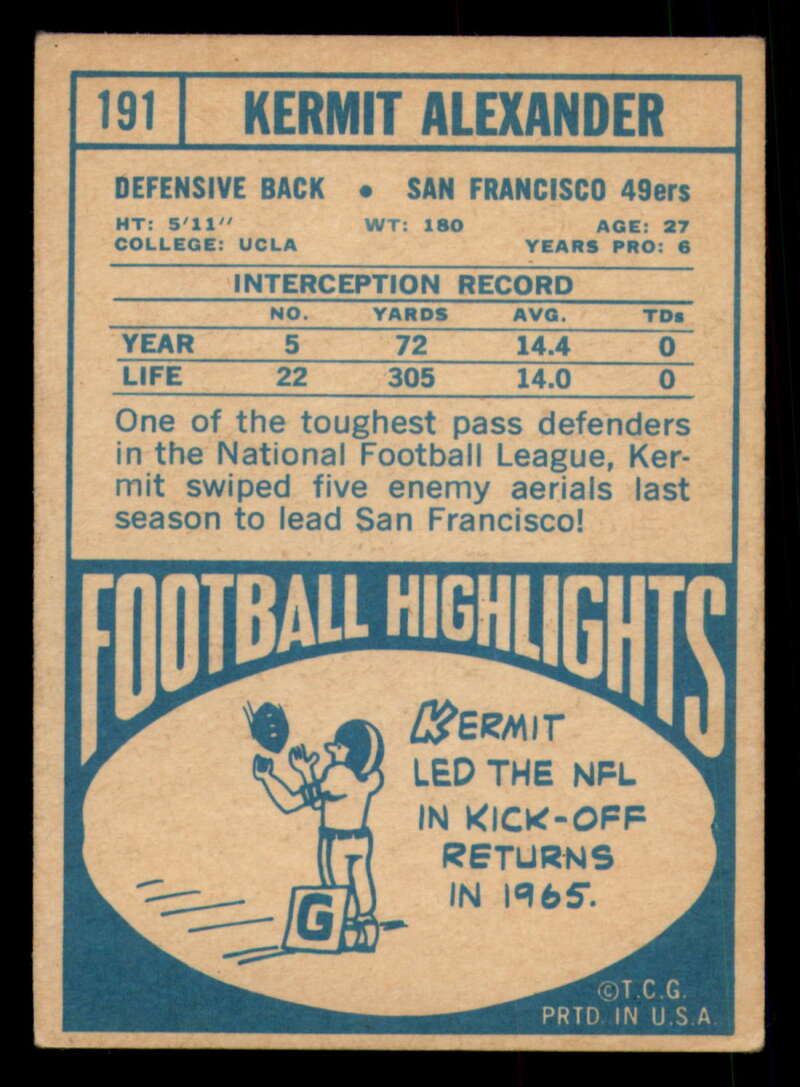 191 KERMIT ALEXANDER
DEFENSIVE BACK • SAN FRANCISCO 49ers
HT: 5'11" WT: 180 AGE: 27
COLLEGE: UCLA YEARS PRO: 6
INTERCEPTION RECORD
NO. YARDS AVG. TDs
YEAR 5 72 14.4 0
LIFE 22 305 14.0 0
One of the toughest pass defenders
in the National Football League, Ker-
mit swiped five enemy aerials last
season to lead San Francisco!
FOOTBALL HIGHLIGHTS
KERMIT
LED THE NFL
IN KICK-OFF
RETURNS
IN 1965.
G
©T.C.G.
PRTD. IN U.S.A.